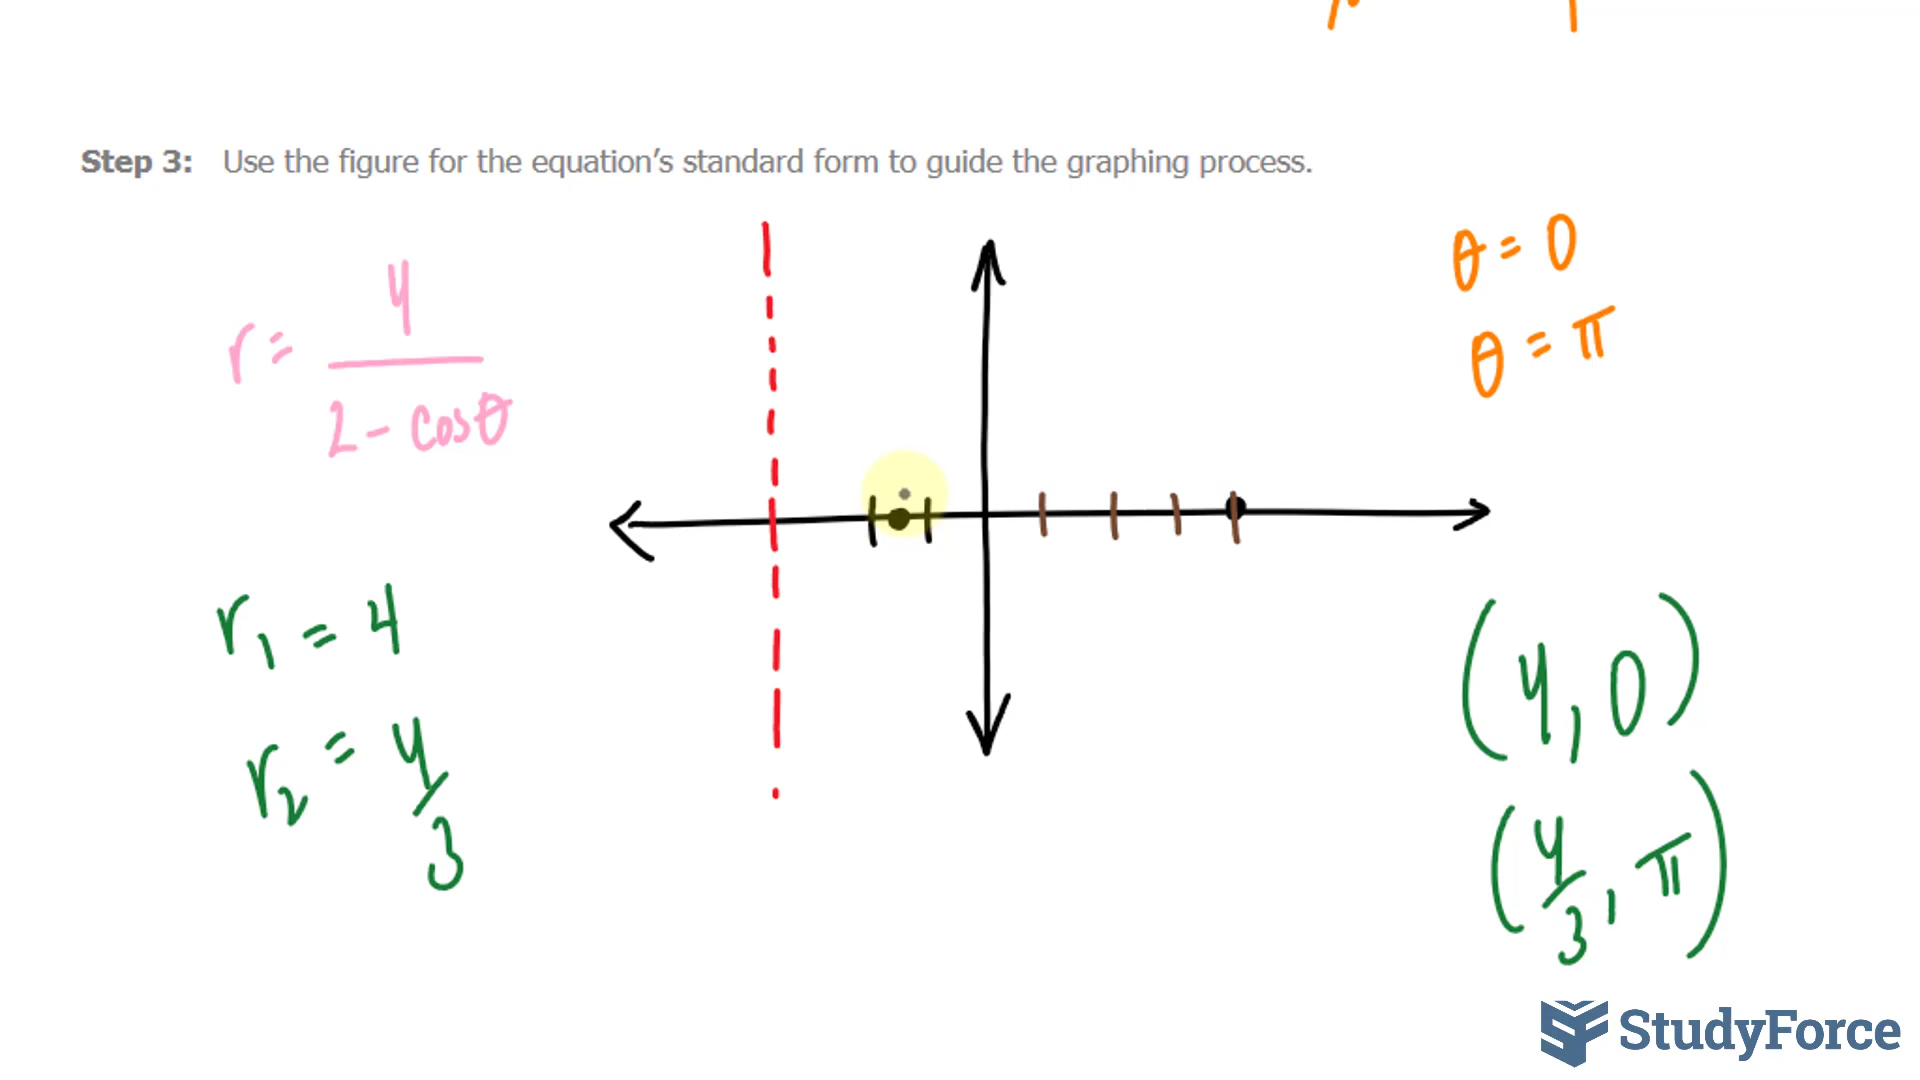 Step 3: Use the figure for the equation’s standard form to guide the graphing process.
θ = 0
θ = π
r = 4
2 - cosθ
r1 = 4
r2 = 4/3
(4, 0)
(4/3, π)
StudyForce